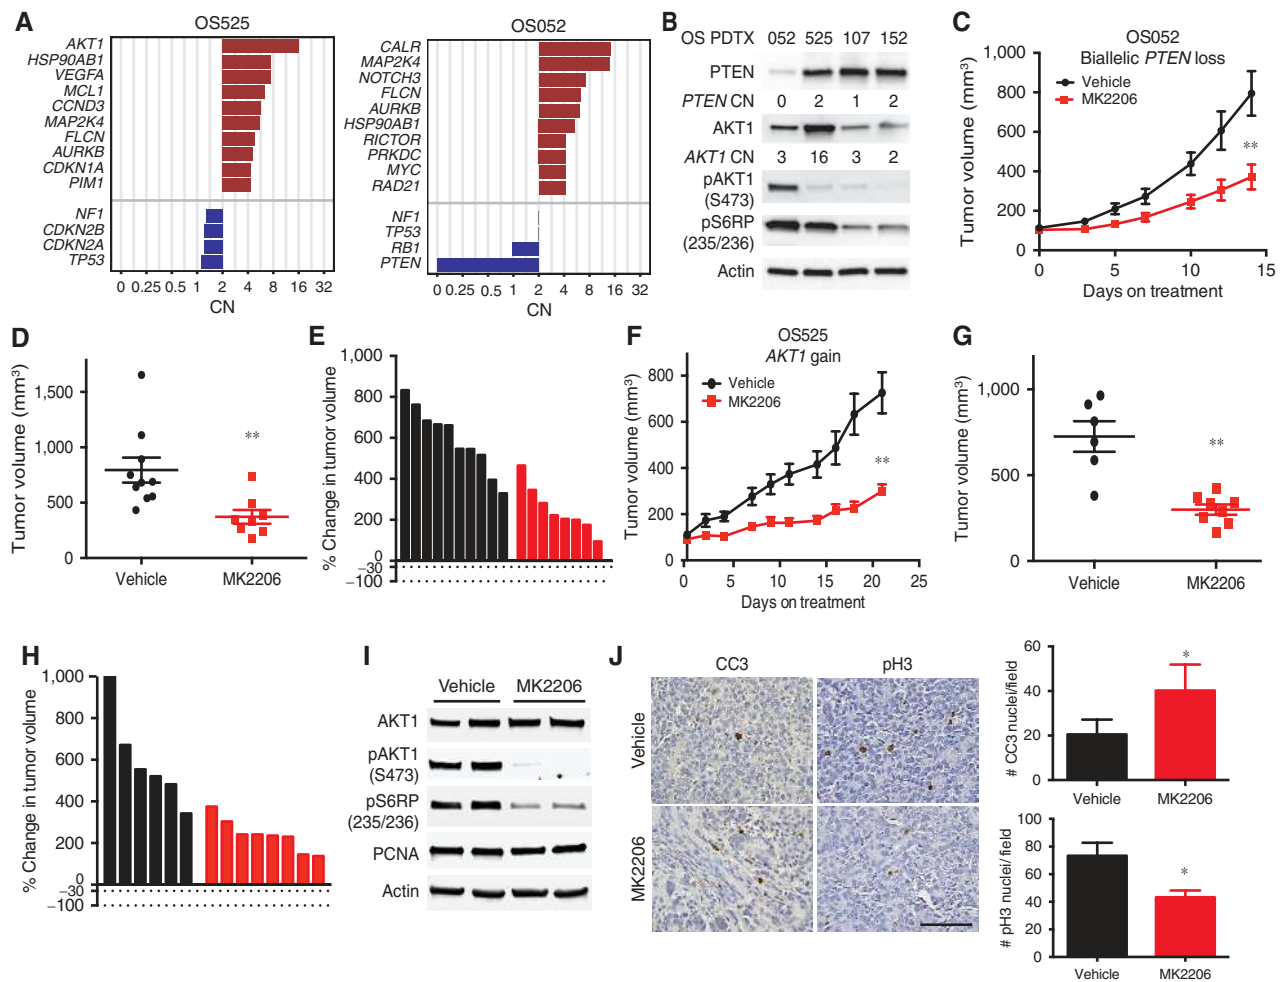 A
OS525
AKT1
HSP90AB1
VEGFA
MCL1
CCND3
MAP2K4
FLCN
AURKB
CDKN1A
PIM1
NF1
CDKN2B
CDKN2A
TP53
0 0.25 0.5 1 2 4 8 16 32
CN
OS052
CALR
MAP2K4
NOTCH3
FLCN
AURKB
HSP90AB1
RICTOR
PRKDC
MYC
RAD21
NF1
TP53
RB1
PTEN
0 0.25 0.5 1 2 4 8 16 32
CN
B
OS PDTX 052 525 107 152
PTEN
PTEN CN 0 2 1 2
AKT1
AKT1 CN 3 16 3 2
pAKT1
(S473)
pS6RP
(235/236)
Actin
C
OS052
Biallelic PTEN loss
Vehicle
MK2206
Tumor volume (mm³)
1,000
800
600
400
200
0
**
0 5 10 15
Days on treatment
D
Tumor volume (mm³)
1,500
1,000
500
0
**
Vehicle MK2206
E
% Change in tumor volume
1,000
800
600
400
200
0
−30
−100
F
OS525
AKT1 gain
Vehicle
MK2206
Tumor volume (mm³)
800
600
400
200
0
**
0 5 10 15 20 25
Days on treatment
G
Tumor volume (mm³)
1,000
500
0
**
Vehicle MK2206
H
% Change in tumor volume
1,000
800
600
400
200
0
−30
−100
I
Vehicle MK2206
AKT1
pAKT1
(S473)
pS6RP
(235/236)
PCNA
Actin
J
CC3 pH3
Vehicle
MK2206
# CC3 nuclei/field
60
40
20
0
*
Vehicle MK2206
# pH3 nuclei/ field
100
80
60
40
20
0
*
Vehicle MK2206